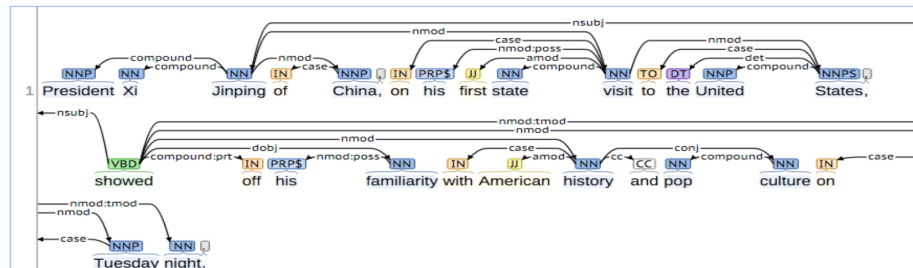 nsubj
nmod nmod
case case
compound nmod nmod:poss det
compound case amod compound compound
NNP NN NN IN NNP , IN PRP$ JJ NN NN TO DT NNP NNPS ,
1 President Xi Jinping of China, on his first state visit to the United States,
nsubj nmod:tmod
nmod
nmod
dobj case conj
compound:prt nmod:poss amod cc compound case
VBD IN PRP$ NN IN JJ NN CC NN NN IN
showed off his familiarity with American history and pop culture on
nmod:tmod
nmod
case
NNP NN .
Tuesday night.